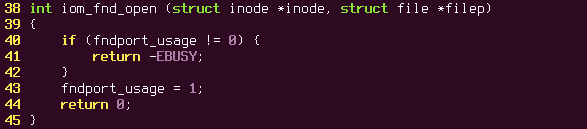 38 int iom_fnd_open (struct inode *inode, struct file *filep)
39 {
40     if (fndport_usage != 0) {
41         return -EBUSY;
42     }
43     fndport_usage = 1;
44     return 0;
45 }